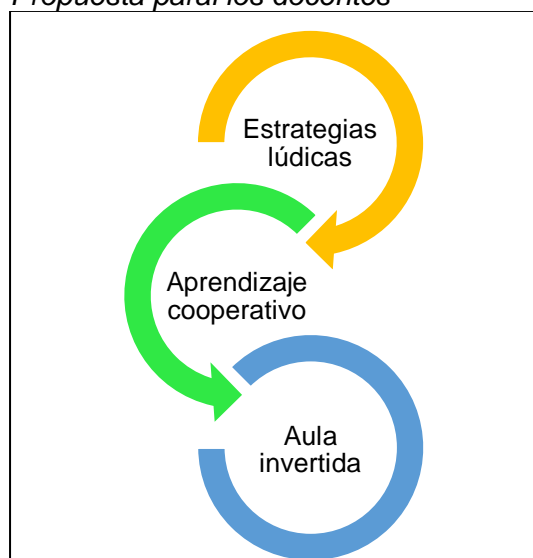 Propuesta para los docentes
Estrategias
lúdicas
Aprendizaje
cooperativo
Aula
invertida